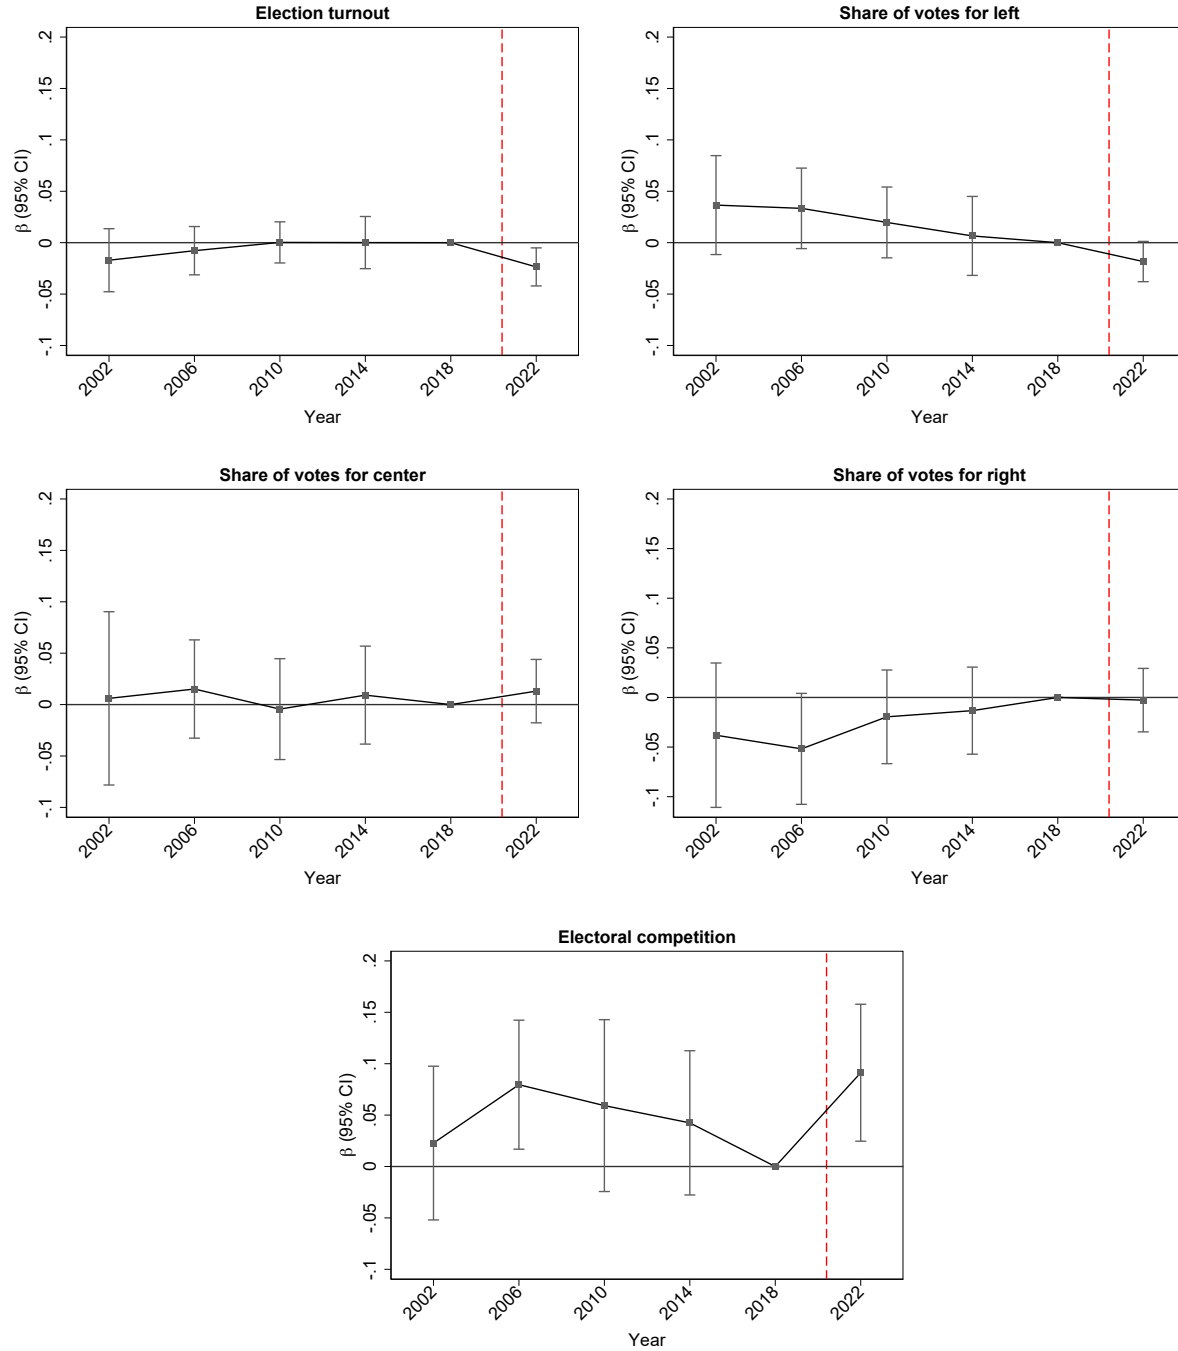 Election turnout
β (95% CI)
.2
.15
.1
.05
0
-.05
-.1
2002 2006 2010 2014 2018 2022
Year
Share of votes for left
β (95% CI)
.2
.15
.1
.05
0
-.05
-.1
2002 2006 2010 2014 2018 2022
Year
Share of votes for center
β (95% CI)
.2
.15
.1
.05
0
-.05
-.1
2002 2006 2010 2014 2018 2022
Year
Share of votes for right
β (95% CI)
.2
.15
.1
.05
0
-.05
-.1
2002 2006 2010 2014 2018 2022
Year
Electoral competition
β (95% CI)
.2
.15
.1
.05
0
-.05
-.1
2002 2006 2010 2014 2018 2022
Year